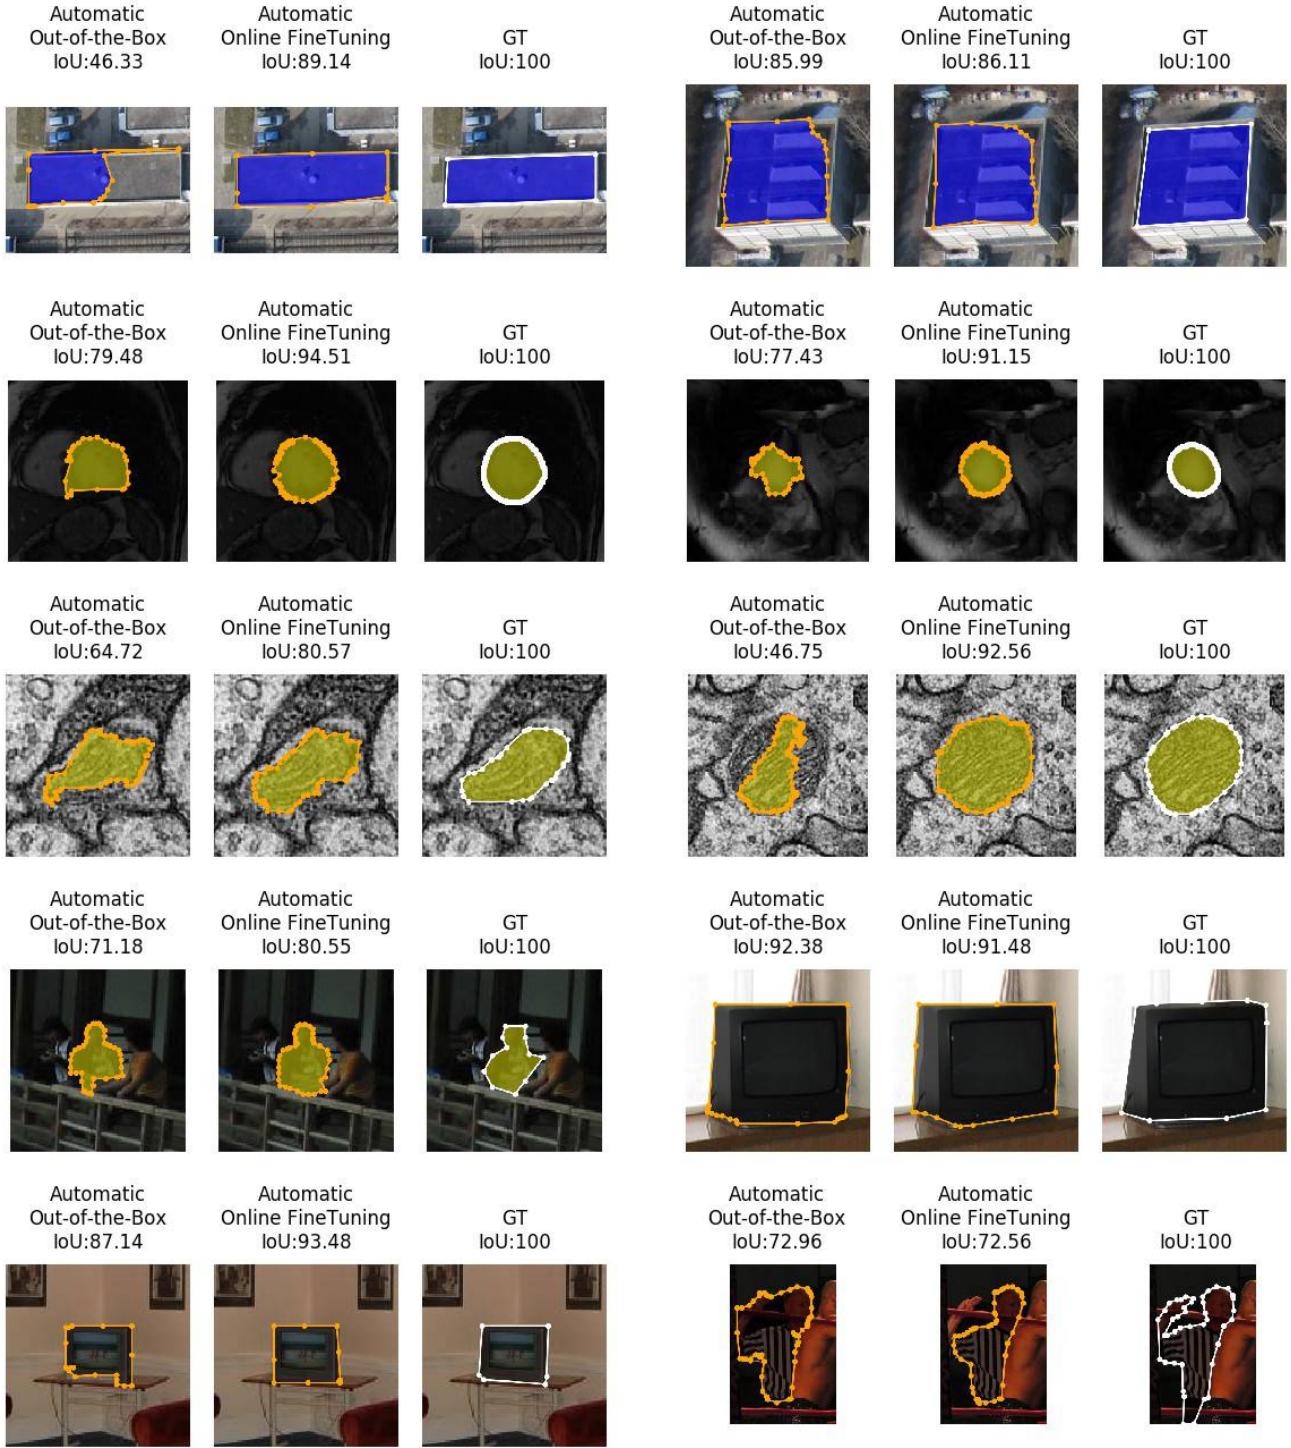 Automatic
Out-of-the-Box
IoU:46.33
Automatic
Online FineTuning
IoU:89.14
GT
IoU:100
Automatic
Out-of-the-Box
IoU:85.99
Automatic
Online FineTuning
IoU:86.11
GT
IoU:100
Automatic
Out-of-the-Box
IoU:79.48
Automatic
Online FineTuning
IoU:94.51
GT
IoU:100
Automatic
Out-of-the-Box
IoU:77.43
Automatic
Online FineTuning
IoU:91.15
GT
IoU:100
Automatic
Out-of-the-Box
IoU:64.72
Automatic
Online FineTuning
IoU:80.57
GT
IoU:100
Automatic
Out-of-the-Box
IoU:46.75
Automatic
Online FineTuning
IoU:92.56
GT
IoU:100
Automatic
Out-of-the-Box
IoU:71.18
Automatic
Online FineTuning
IoU:80.55
GT
IoU:100
Automatic
Out-of-the-Box
IoU:92.38
Automatic
Online FineTuning
IoU:91.48
GT
IoU:100
Automatic
Out-of-the-Box
IoU:87.14
Automatic
Online FineTuning
IoU:93.48
GT
IoU:100
Automatic
Out-of-the-Box
IoU:72.96
Automatic
Online FineTuning
IoU:72.56
GT
IoU:100